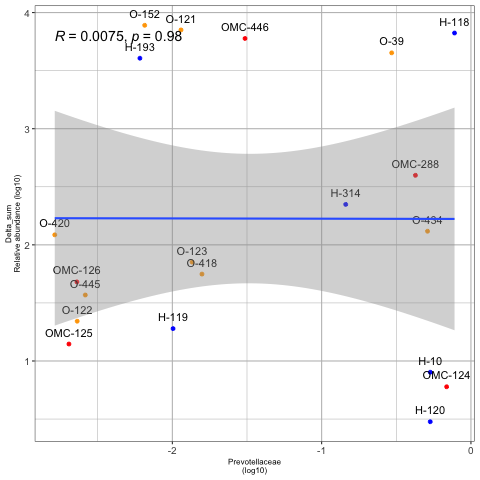 4
O-152
O-121
H-118
OMC-446
R = 0.0075, p = 0.98
H-193
O-39
3
OMC-288
H-314
O-420
O-434
2
O-123
O-418
OMC-126
O-445
O-122
H-119
OMC-125
1
H-10
OMC-124
H-120
-2
-1
0
Prevotellaceae
(log10)
Delta_sum
Relative abundance (log10)